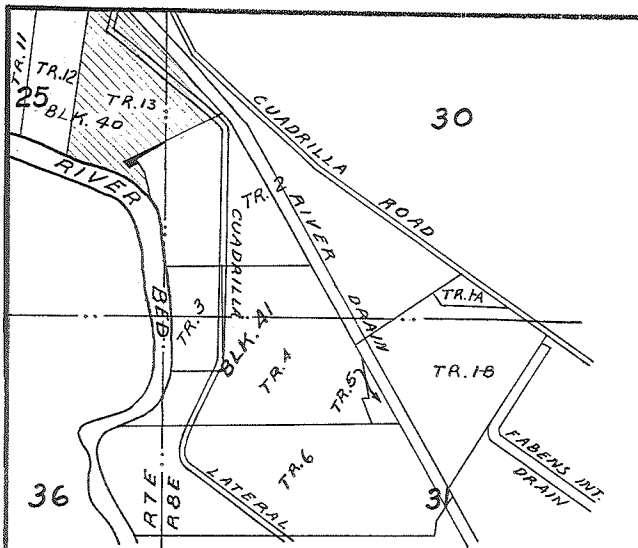 TR. 11
TR. 12
TR. 13
25
BLK. 40
30
CUADRILLA ROAD
RIVER BED
TR. 2
RIVER DRAIN
CUADRILLA
TR. 1A
TR. 3
BLK. 41
TR. 4
TR. 5
TR. 1-B
TR. 6
FABENS INT. DRAIN
LATERAL
36
R7E
R8E
31